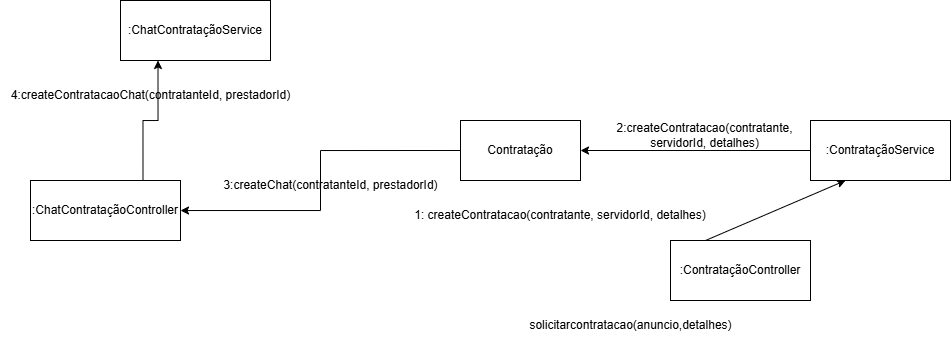 :ChatContrataçãoService
4:createContratacaoChat(contratanteId, prestadorId)
2:createContratacao(contratante,
servidorId, detalhes)
Contratação
:ContrataçãoService
3:createChat(contratanteId, prestadorId)
:ChatContrataçãoController
1: createContratacao(contratante, servidorId, detalhes)
:ContrataçãoController
solicitarcontratacao(anuncio,detalhes)